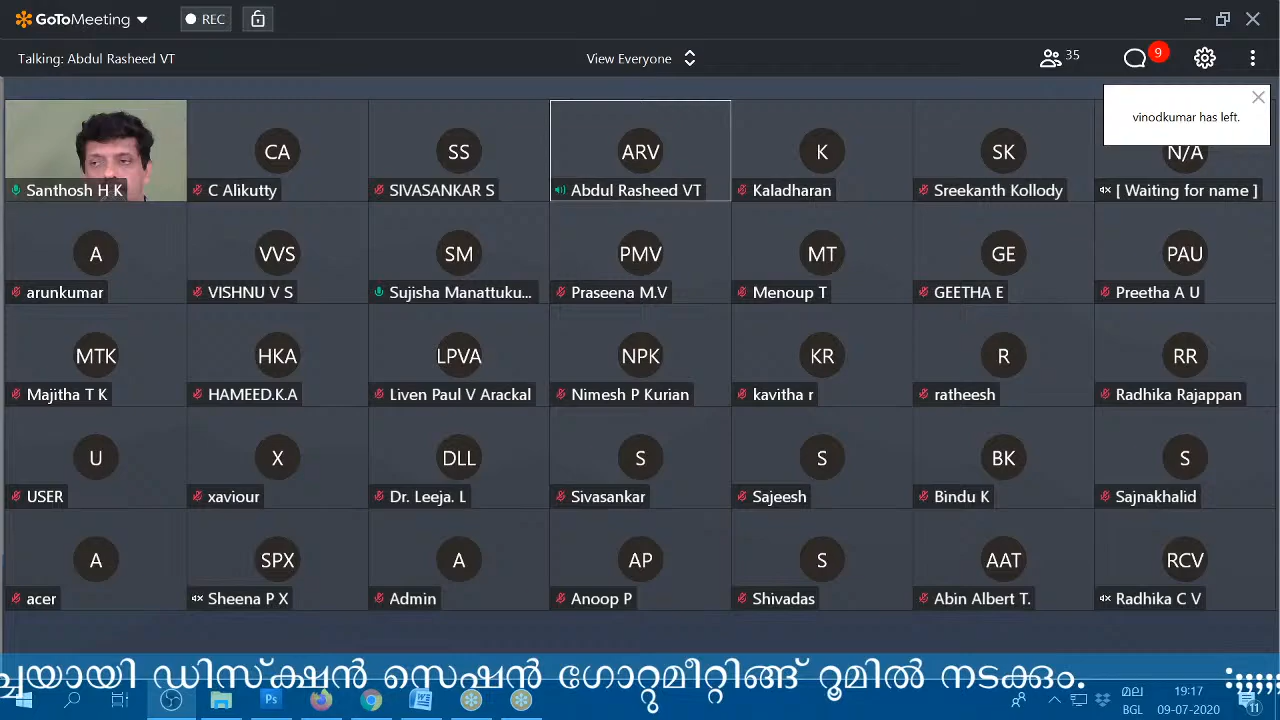 GoToMeeting
REC
Talking: Abdul Rasheed VT
View Everyone
35
9
vinodkumar has left.
Santhosh H K
CA
C Alikutty
SS
SIVASANKAR S
ARV
Abdul Rasheed VT
K
Kaladharan
SK
Sreekanth Kollody
N/A
[ Waiting for name ]
A
arunkumar
VVS
VISHNU V S
SM
Sujisha Manattuku...
PMV
Praseena M.V
MT
Menoup T
GE
GEETHA E
PAU
Preetha A U
MTK
Majitha T K
HKA
HAMEED.K.A
LPVA
Liven Paul V Arackal
NPK
Nimesh P Kurian
KR
kavitha r
R
ratheesh
RR
Radhika Rajappan
U
USER
X
xaviour
DLL
Dr. Leeja. L
S
Sivasankar
S
Sajeesh
BK
Bindu K
S
Sajnakhalid
A
acer
SPX
Sheena P X
A
Admin
AP
Anoop P
S
Shivadas
AAT
Abin Albert T.
RCV
Radhika C V
ച്ചയായി ഡിസ്ക്ഷൻ സെഷൻ ഗോറ്റുമീറ്റിങ്ങ് റൂമിൽ നടക്കും.
Ps
W
മല
BGL
19:17
09-07-2020
11